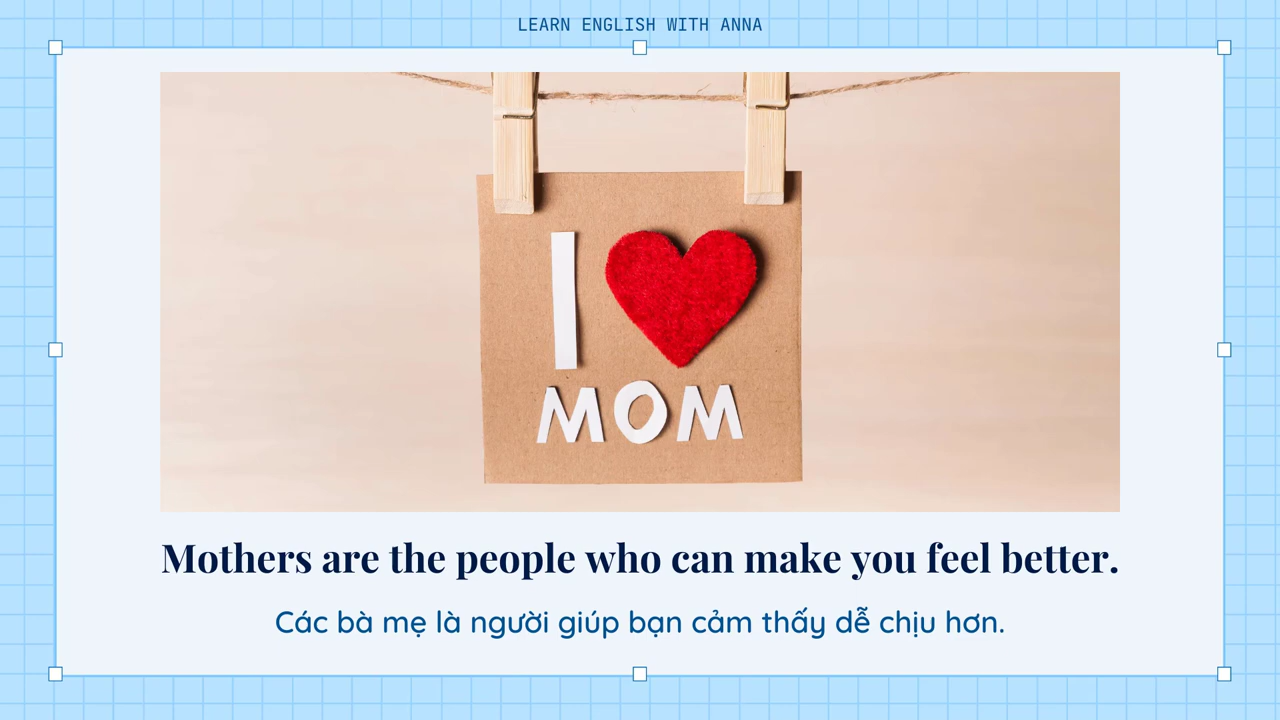 LEARN ENGLISH WITH ANNA
I
MOM
Mothers are the people who can make you feel better.
Các bà mẹ là người giúp bạn cảm thấy dễ chịu hơn.